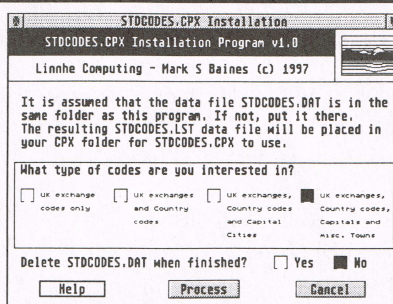 STDCODES.CPX Installation
STDCODES.CPX Installation Program v1.0
Linnhe Computing - Mark S Baines (c) 1997
It is assumed that the data file STDCODES.DAT is in the
same folder as this program. If not, put it there.
The resulting STDCODES.LST data file will be placed in
your CPX folder for STDCODES.CPX to use.
What type of codes are you interested in?
UK exchange codes only
UK exchanges and Country codes
UK exchanges, Country codes and Capital Cities
UK exchanges, Country codes, Capitals and misc. Towns
Delete STDCODES.DAT when finished? Yes No
Help Process Cancel